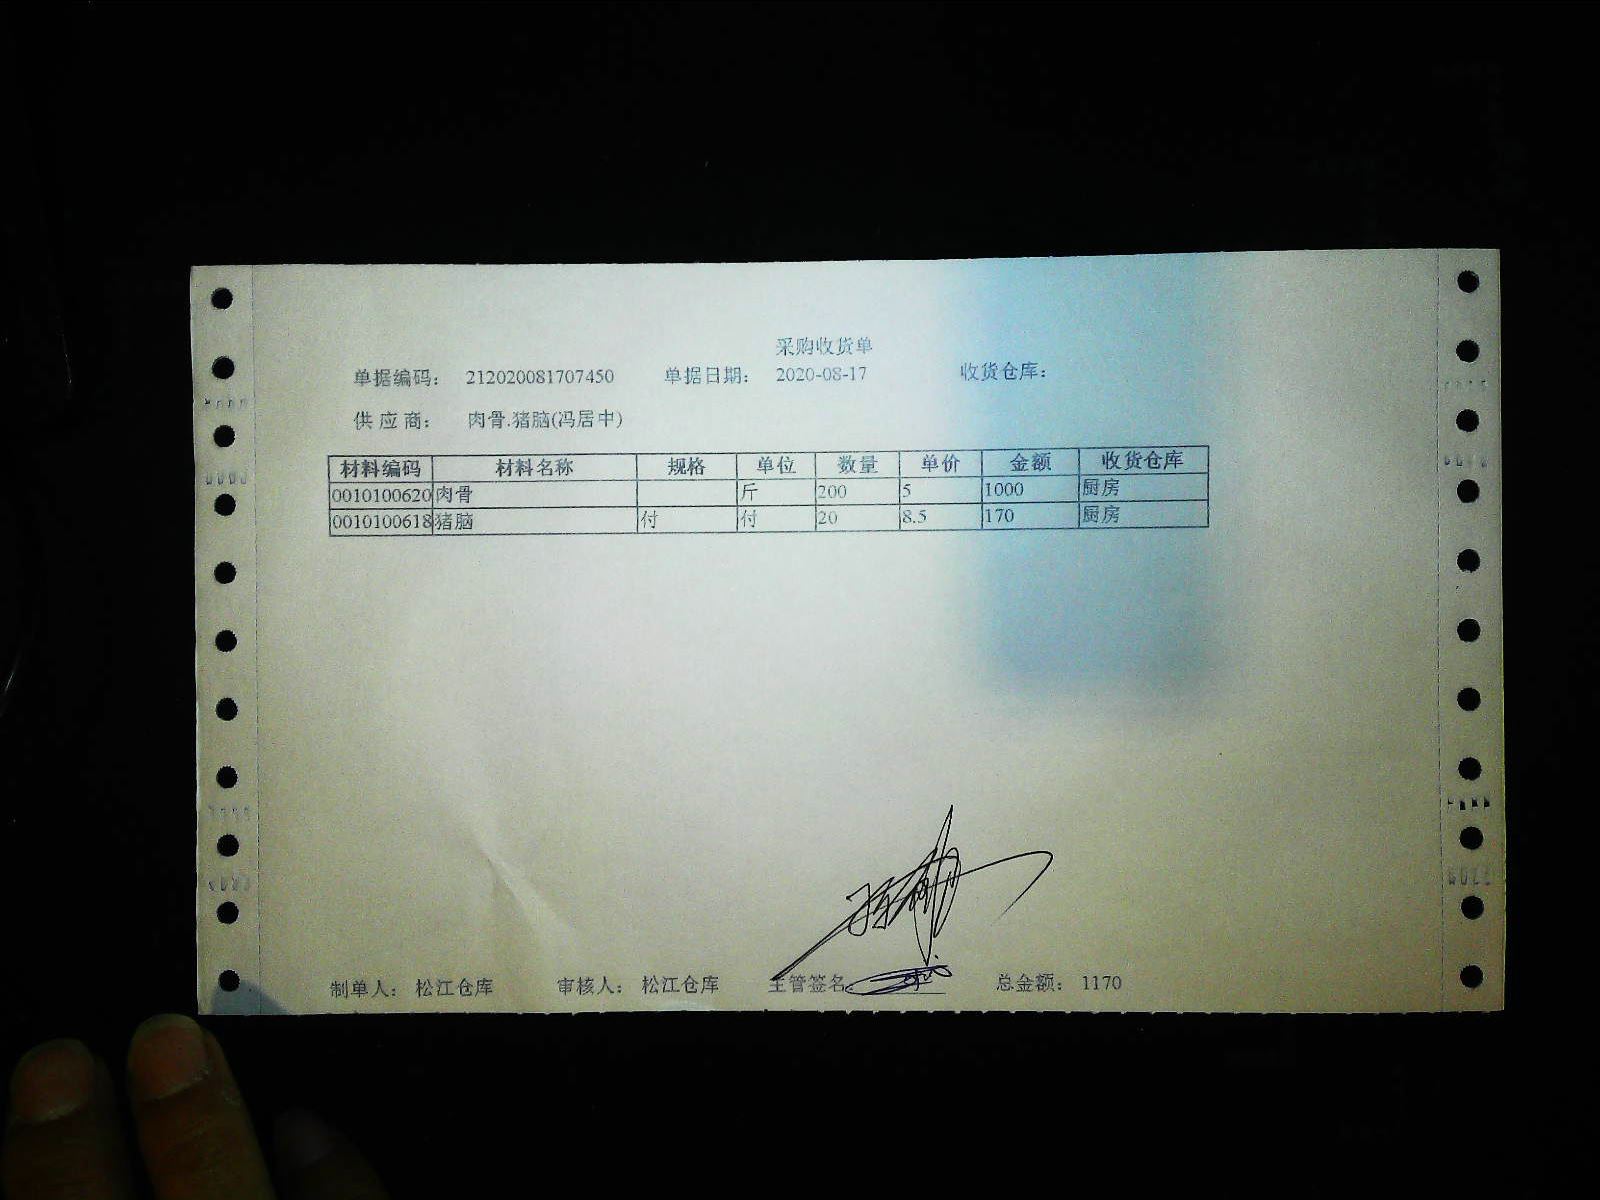 采购收货单
单据编码： 212020081707450 单据日期： 2020-08-17 收货仓库：
供 应 商： 肉骨.猪脑(冯居中)
材料编码 材料名称 规格 单位 数量 单价 金额 收货仓库
0010100620 肉骨 斤 200 5 1000 厨房
0010100618 猪脑 付 付 20 8.5 170 厨房
制单人： 松江仓库 审核人： 松江仓库 主管签名： 总金额： 1170